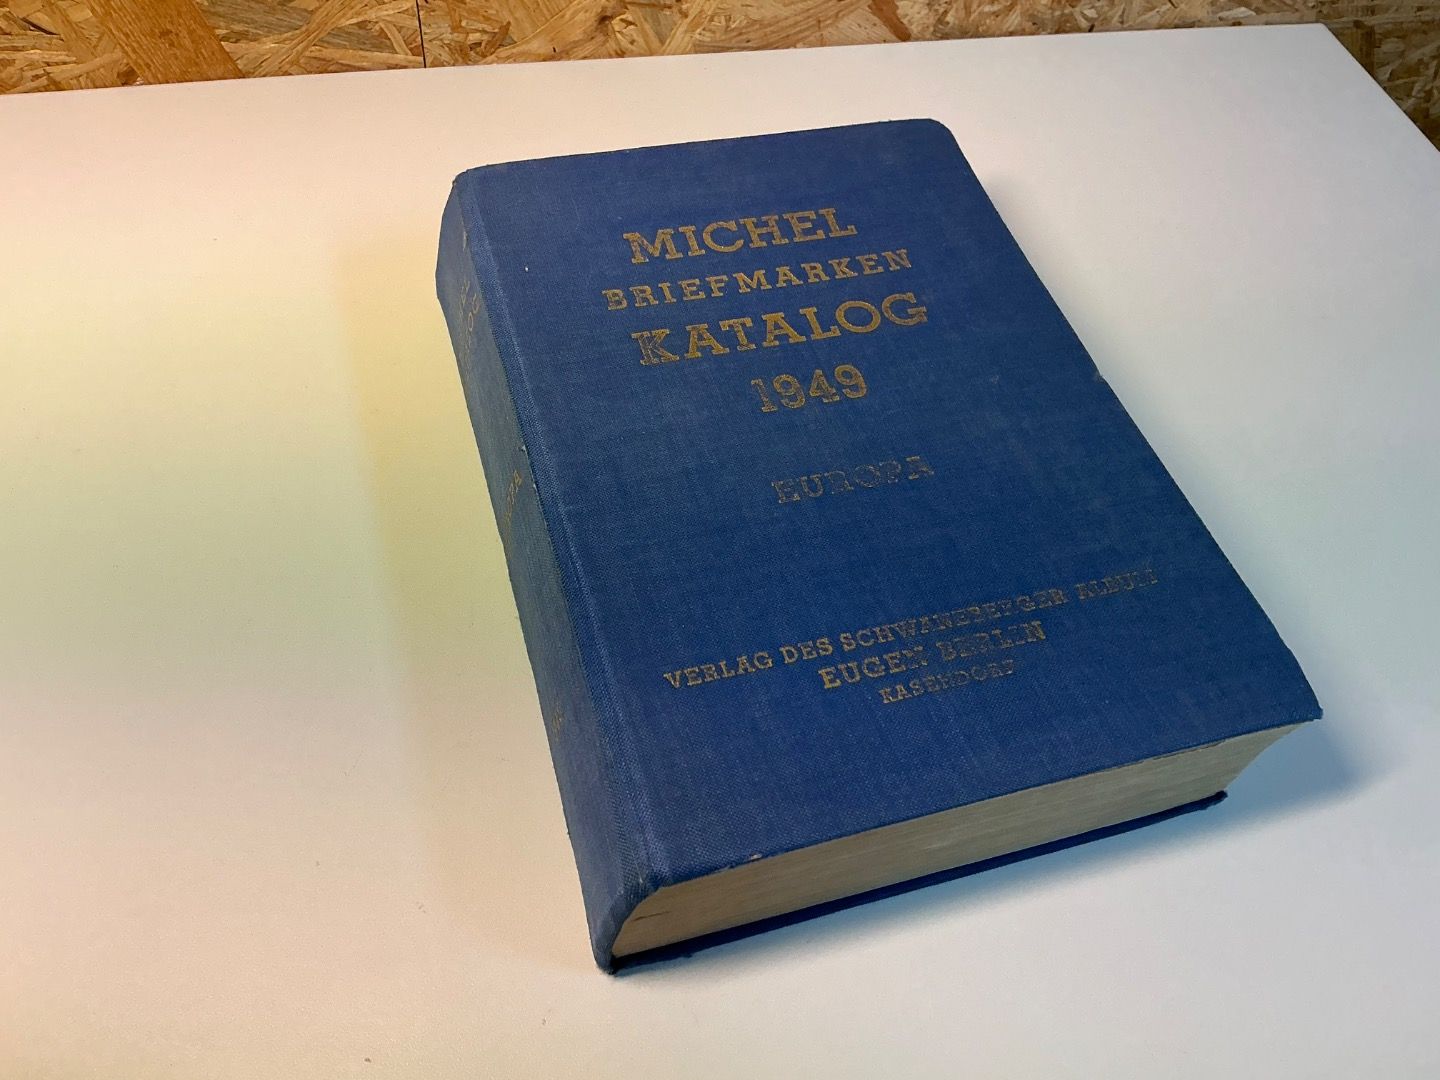 MICHEL
BRIEFMARKEN
KATALOG
1949
EUROPA
VERLAG DES SCHWANEBERGER ALBUM
EUGEN BERLIN
KASENDORF